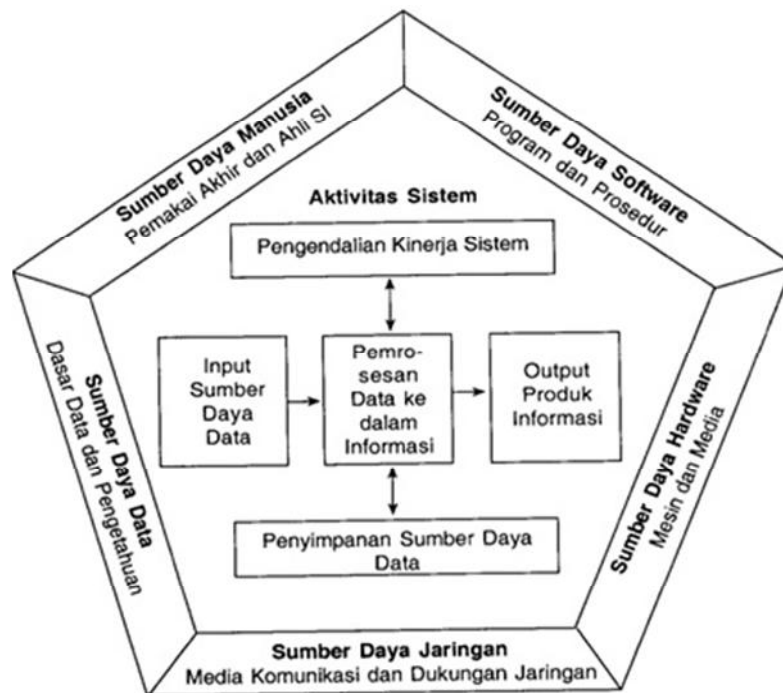 Sumber Daya Manusia
Pemakai Akhir dan Ahli SI
Sumber Daya Software
Program dan Prosedur
Aktivitas Sistem
Pengendalian Kinerja Sistem
Input
Sumber
Daya
Data
Pemro-
sesan
Data ke
dalam
Informasi
Output
Produk
Informasi
Penyimpanan Sumber Daya
Data
Sumber Daya Data
Dasar Data dan Pengetahuan
Sumber Daya Hardware
Mesin dan Media
Sumber Daya Jaringan
Media Komunikasi dan Dukungan Jaringan